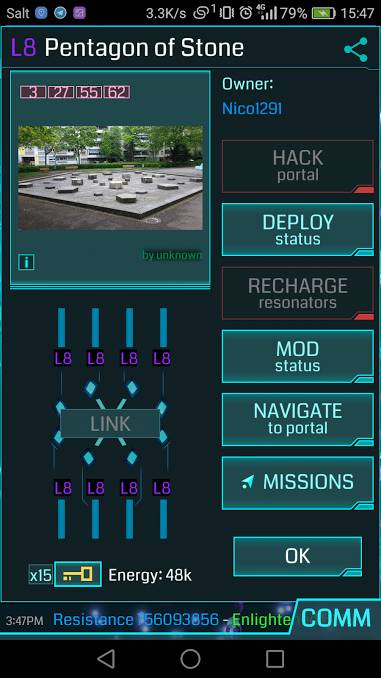 Salt 3.3K/s 1 4G 79% 15:47
L8 Pentagon of Stone
3 27 55 62
by unknown
i
Owner:
Nico1291
HACK
portal
DEPLOY
status
RECHARGE
resonators
MOD
status
NAVIGATE
to portal
MISSIONS
OK
L8 L8 L8 L8
LINK
L8 L8 L8 L8
x15 Energy: 48k
3:47PM Resistance 156093856 - Enlighte COMM